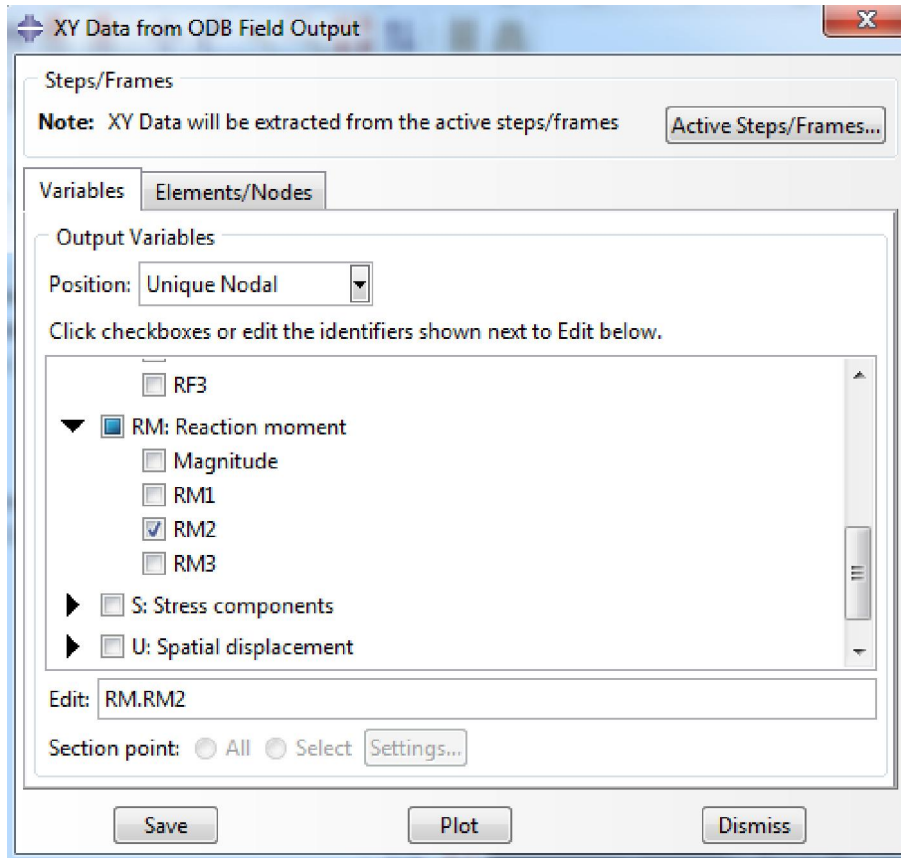 XY Data from ODB Field Output
Steps/Frames
Note: XY Data will be extracted from the active steps/frames
Active Steps/Frames...
Variables Elements/Nodes
Output Variables
Position: Unique Nodal
Click checkboxes or edit the identifiers shown next to Edit below.
RF3
RM: Reaction moment
Magnitude
RM1
RM2
RM3
S: Stress components
U: Spatial displacement
Edit: RM.RM2
Section point: All Select Settings...
Save Plot Dismiss